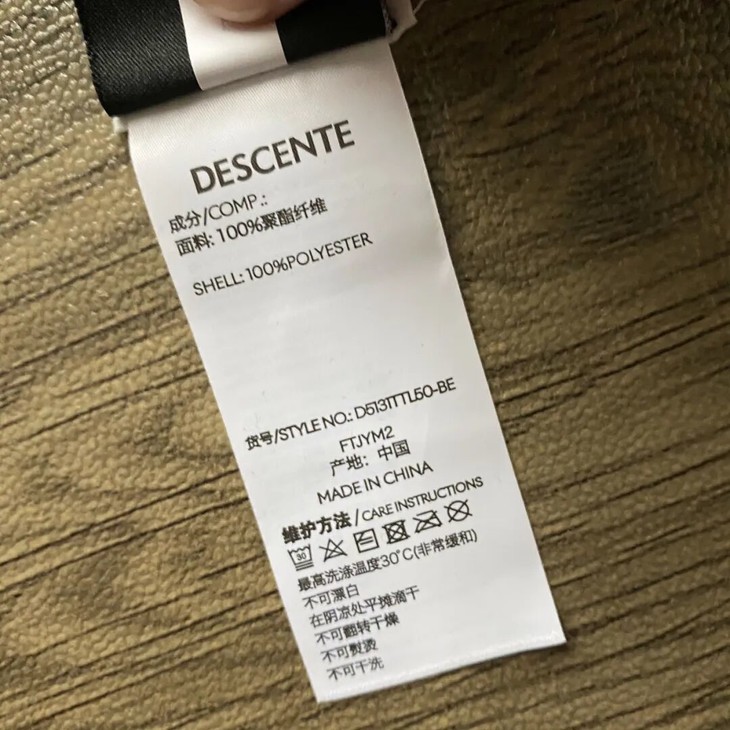 DESCENTE
成分/COMP.:
面料: 100%聚酯纤维
SHELL: 100%POLYESTER
货号/STYLE NO.: D5131TTL50-BE
FTJYM2
产地: 中国
MADE IN CHINA
维护方法/CARE INSTRUCTIONS
30
最高洗涤温度30°C(非常缓和)
不可漂白
在阴凉处平摊滴干
不可翻转干燥
不可熨烫
不可干洗